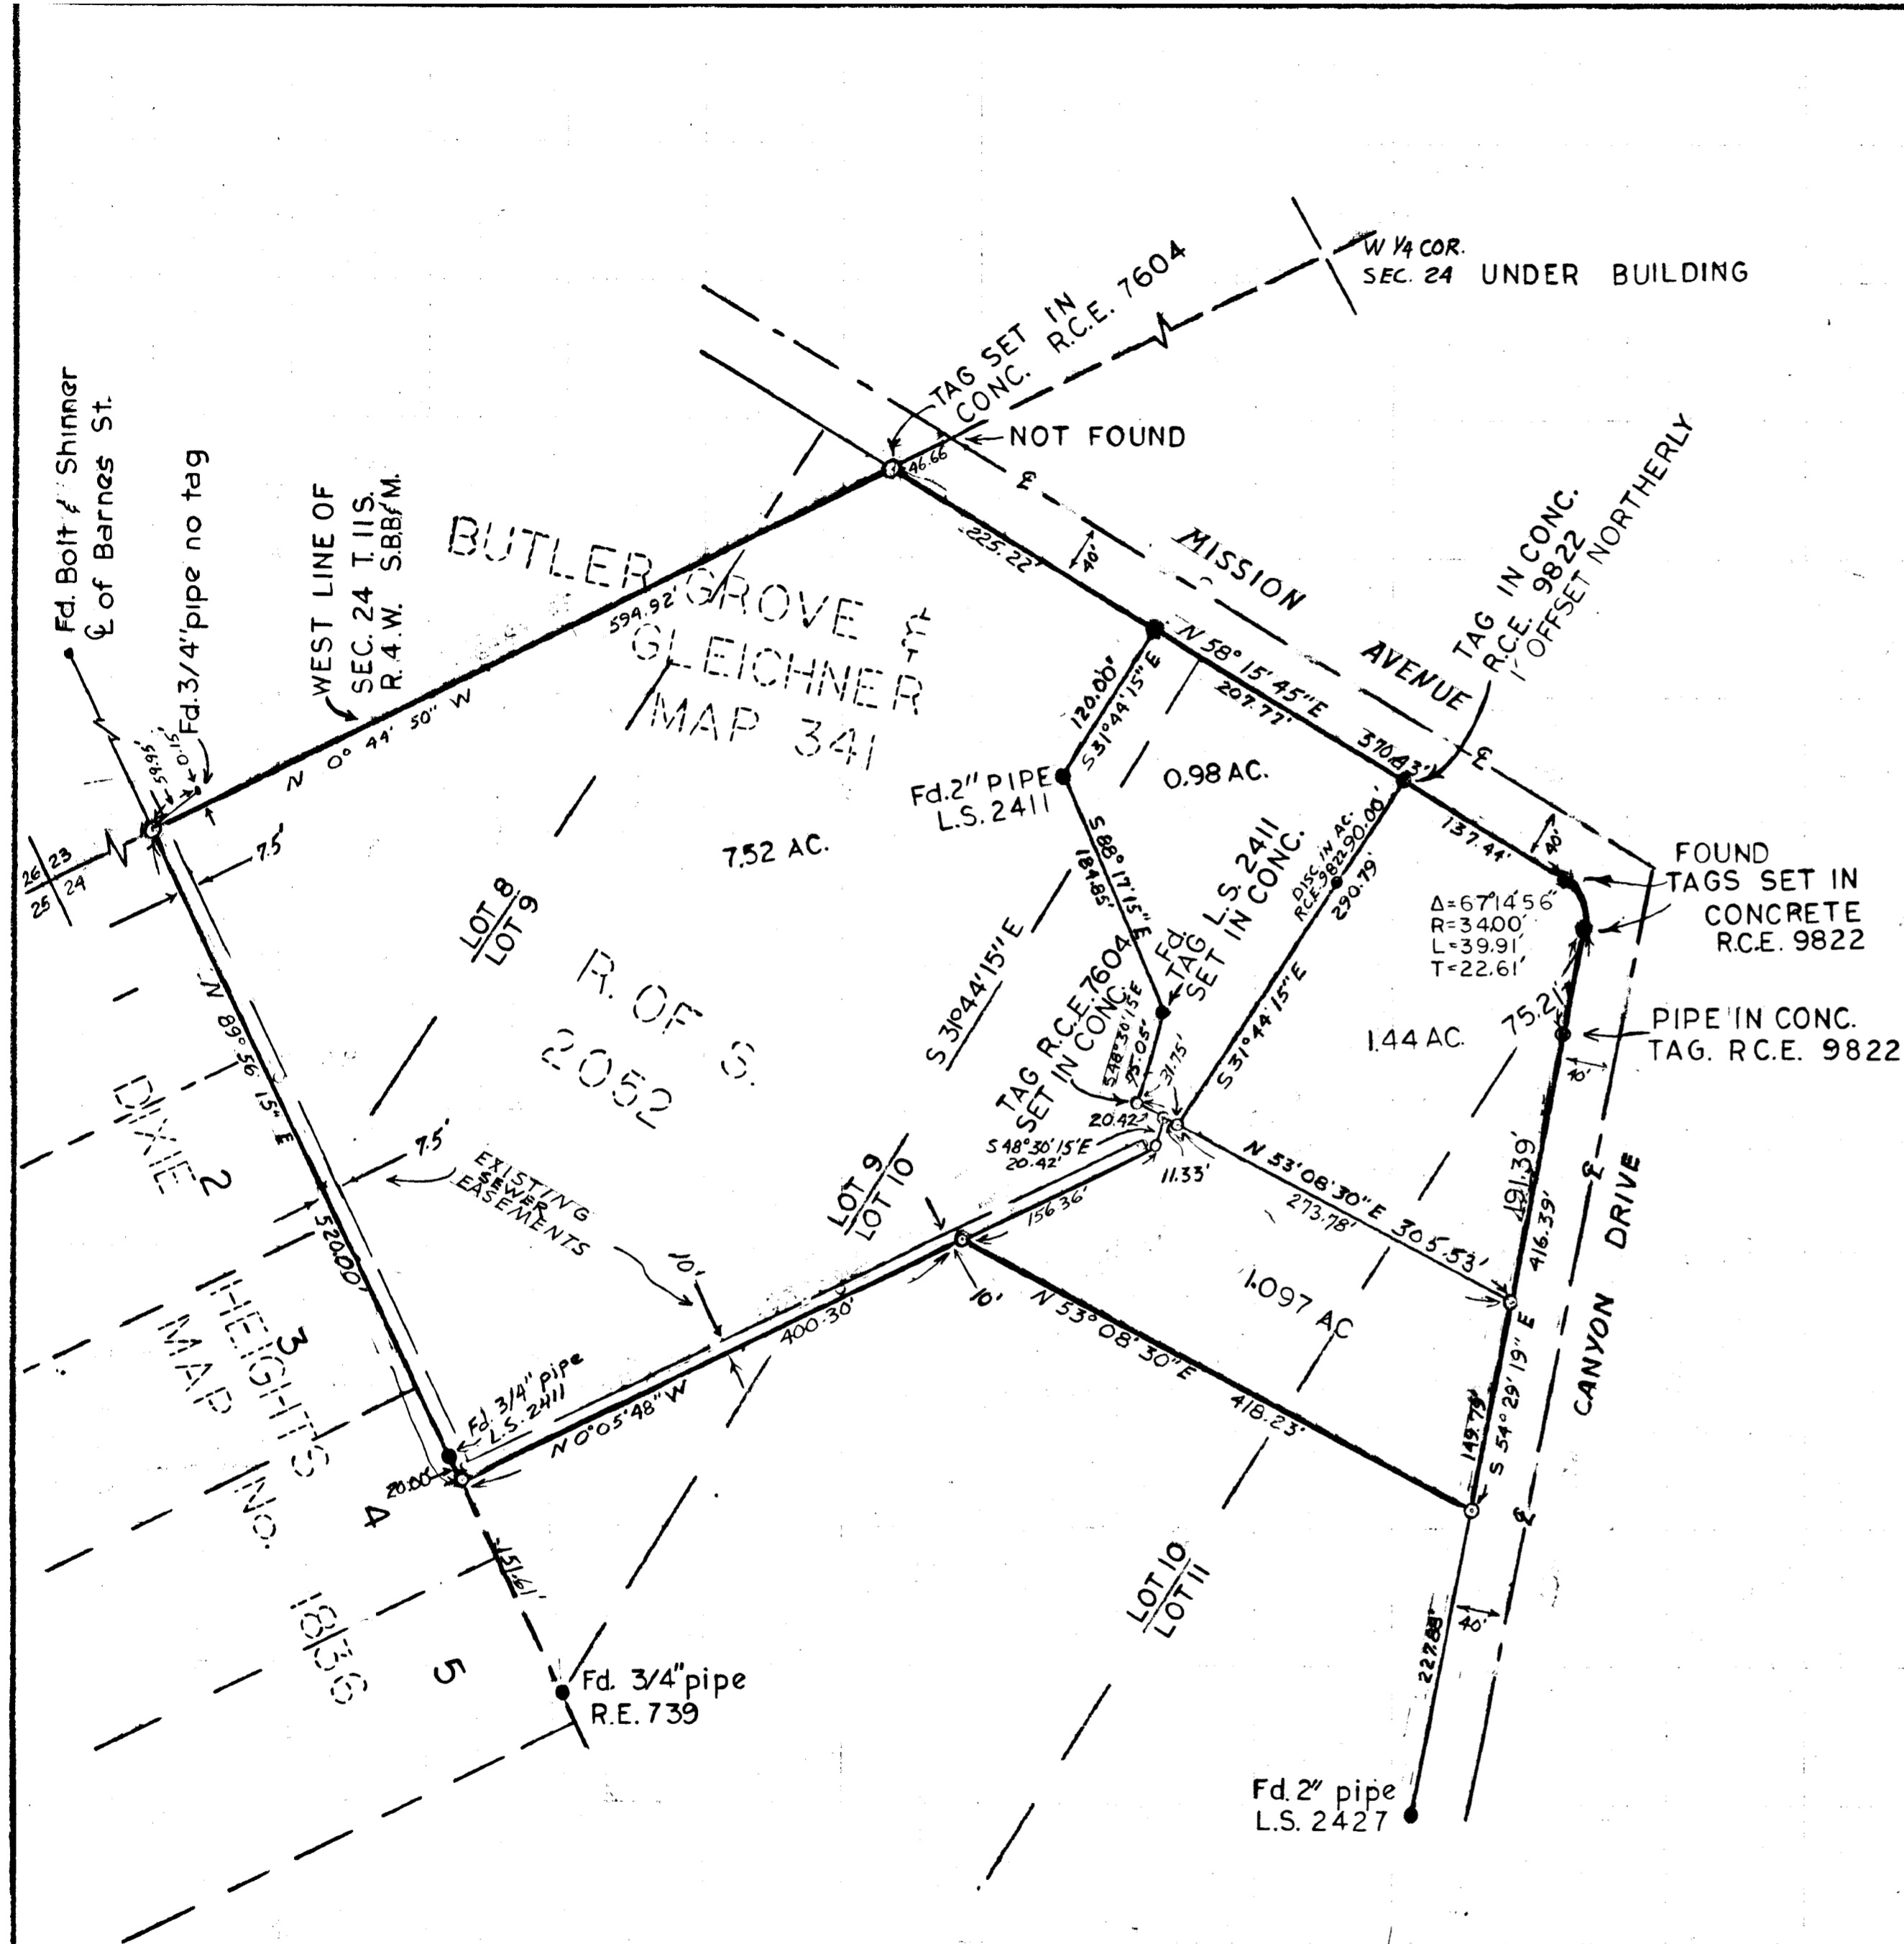 W 1/4 COR.
SEC. 24 UNDER BUILDING
TAG SET IN
CONC. R.C.E. 7604
NOT FOUND
46.66
Fd. Bolt & Shinner
℄ of Barnes St.
Fd. 3/4" pipe no tag
59.95'
0.15'
WEST LINE OF
SEC. 24 T. 11 S.
R. 4 W. S.B.B.&M.
N 0° 44' 50" W
594.92'
BUTLER GROVE
GLEICHNER TR.
MAP 341
225.22'
40'
℄
MISSION
AVENUE
℄
TAG IN CONC.
R.C.E. 9822
1' OFFSET NORTHERLY
N 58° 15' 45" E
207.77'
370.43'
137.44'
40'
120.00'
S 31° 44' 15" E
0.98 AC.
Fd. 2" PIPE
L.S. 2411
S 88° 17' 15" E
184.85'
Fd. L.S. 2411
TAG
SET IN CONC.
DISC. IN AC.
R.C.E. 9822
90.00'
290.79'
S 31° 44' 15" E
FOUND
TAGS SET IN
CONCRETE
R.C.E. 9822
Δ=67°14'56"
R=34.00'
L=39.91'
T=22.61'
75.21'
1.44 AC.
PIPE IN CONC.
TAG. R.C.E. 9822
40'
7.52 AC.
7.5'
26 23
25 24
LOT 8
LOT 9
R. OF S.
2052
S 31°44'15" E
TAG R.C.E. 7604
SET IN CONC.
S 48° 30' 15 E
95.05'
31.75'
20.42'
S 48° 30' 15" E
20.42'
11.33'
N 53° 08' 30" E 305.53'
273.78'
491.39'
416.39'
℄
CANYON DRIVE
N 89° 56' 15" E
520.00'
7.5'
EXISTING
SEWER
EASEMENTS
DIXIE
HEIGHTS
MAP NO.
1836
2
3
4
5
LOT 9
LOT 10
156.36'
10'
10'
400.30'
N 0° 05' 48" W
1.097 AC
N 53° 08' 30" E
418.23'
149.79'
S 54° 29' 19" E
℄
Fd. 3/4" pipe
L.S. 2411
20.00'
151.61'
Fd. 3/4" pipe
R.E. 739
LOT 10
LOT 11
40'
227.85'
Fd. 2" pipe
L.S. 2427